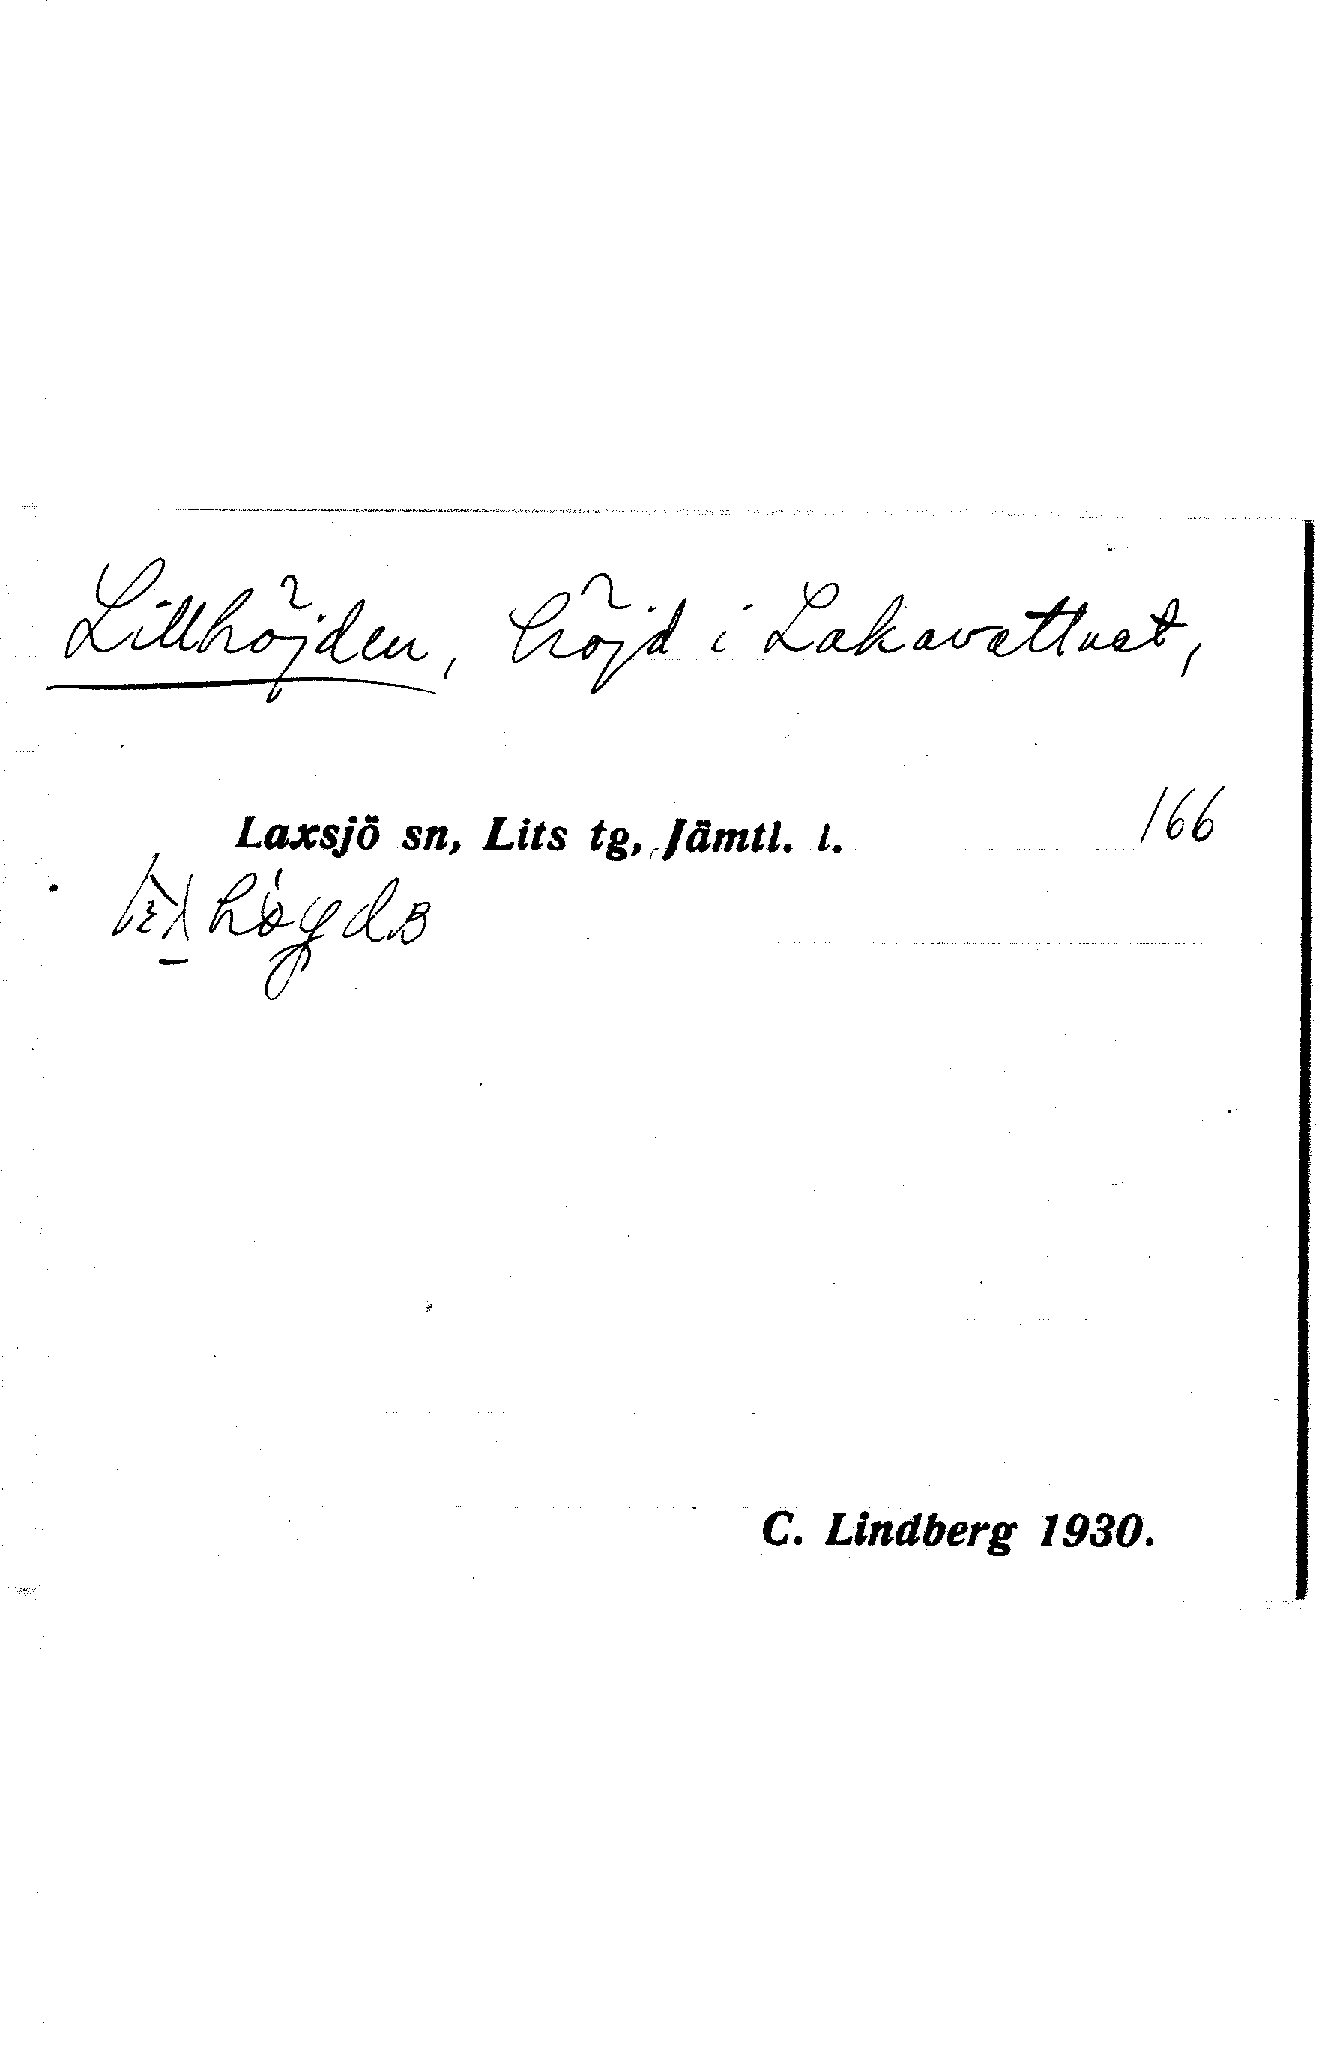 Lillhöjden, höjd i Lakavattnet,
Laxsjö sn, Lits tg, Jämtl. l. 166
C. Lindberg 1930.